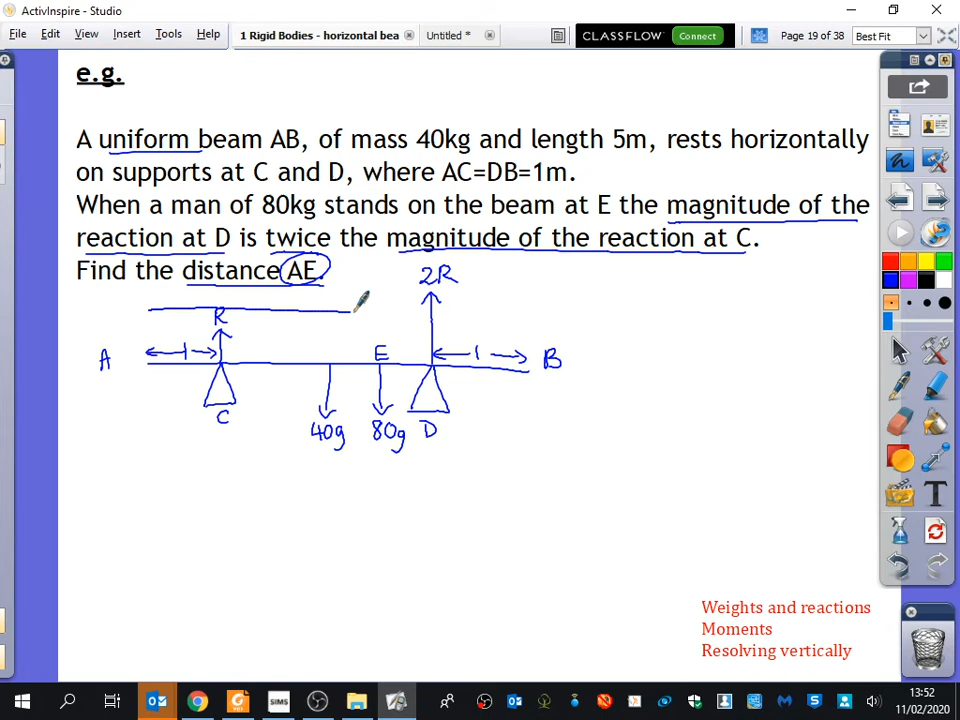 ActivInspire - Studio
File Edit View Insert Tools Help
1 Rigid Bodies - horizontal bea
Untitled *
CLASSFLOW Connect
Page 19 of 38
Best Fit
e.g.
A uniform beam AB, of mass 40kg and length 5m, rests horizontally
on supports at C and D, where AC=DB=1m.
When a man of 80kg stands on the beam at E the magnitude of the
reaction at D is twice the magnitude of the reaction at C.
Find the distance AE.
2R
R
A 1 E 1 B
C
40g 80g D
Weights and reactions
Moments
Resolving vertically
SIMS
13:52
11/02/2020